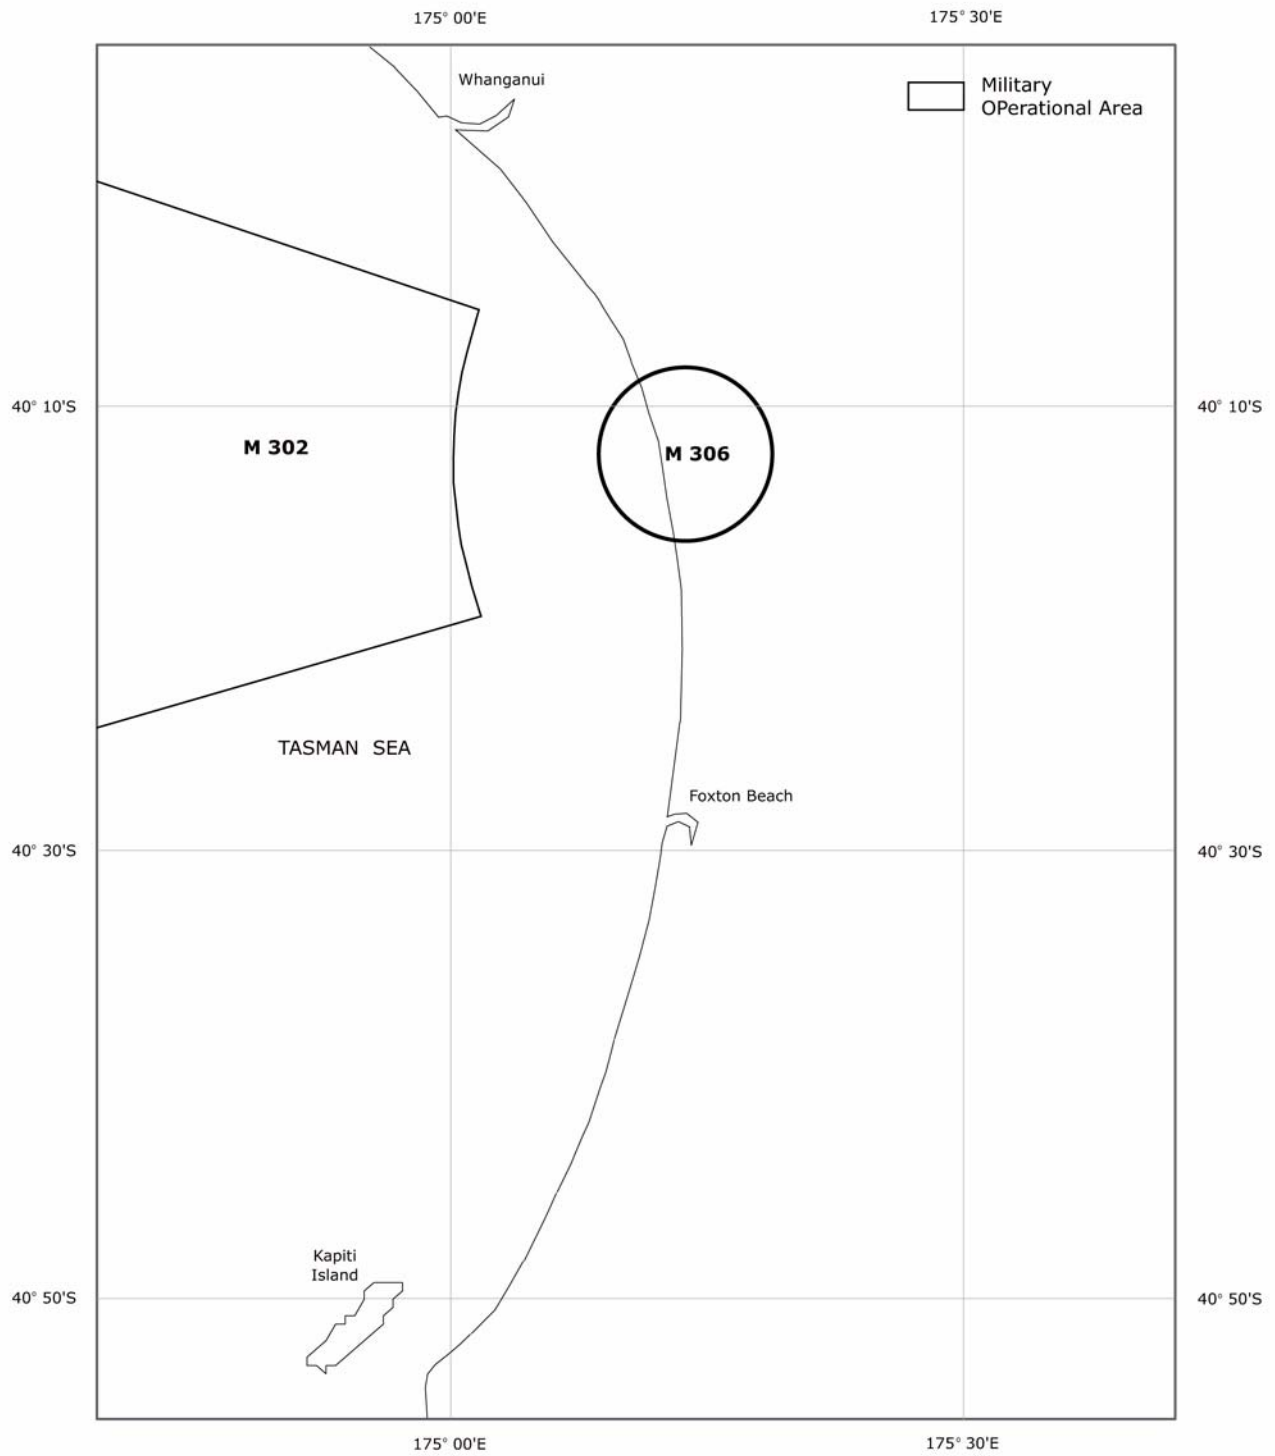 175° 00'E
175° 30'E
Whanganui
Military
OPerational Area
40° 10'S
40° 10'S
M 302
M 306
TASMAN SEA
Foxton Beach
40° 30'S
40° 30'S
Kapiti
Island
40° 50'S
40° 50'S
175° 00'E
175° 30'E